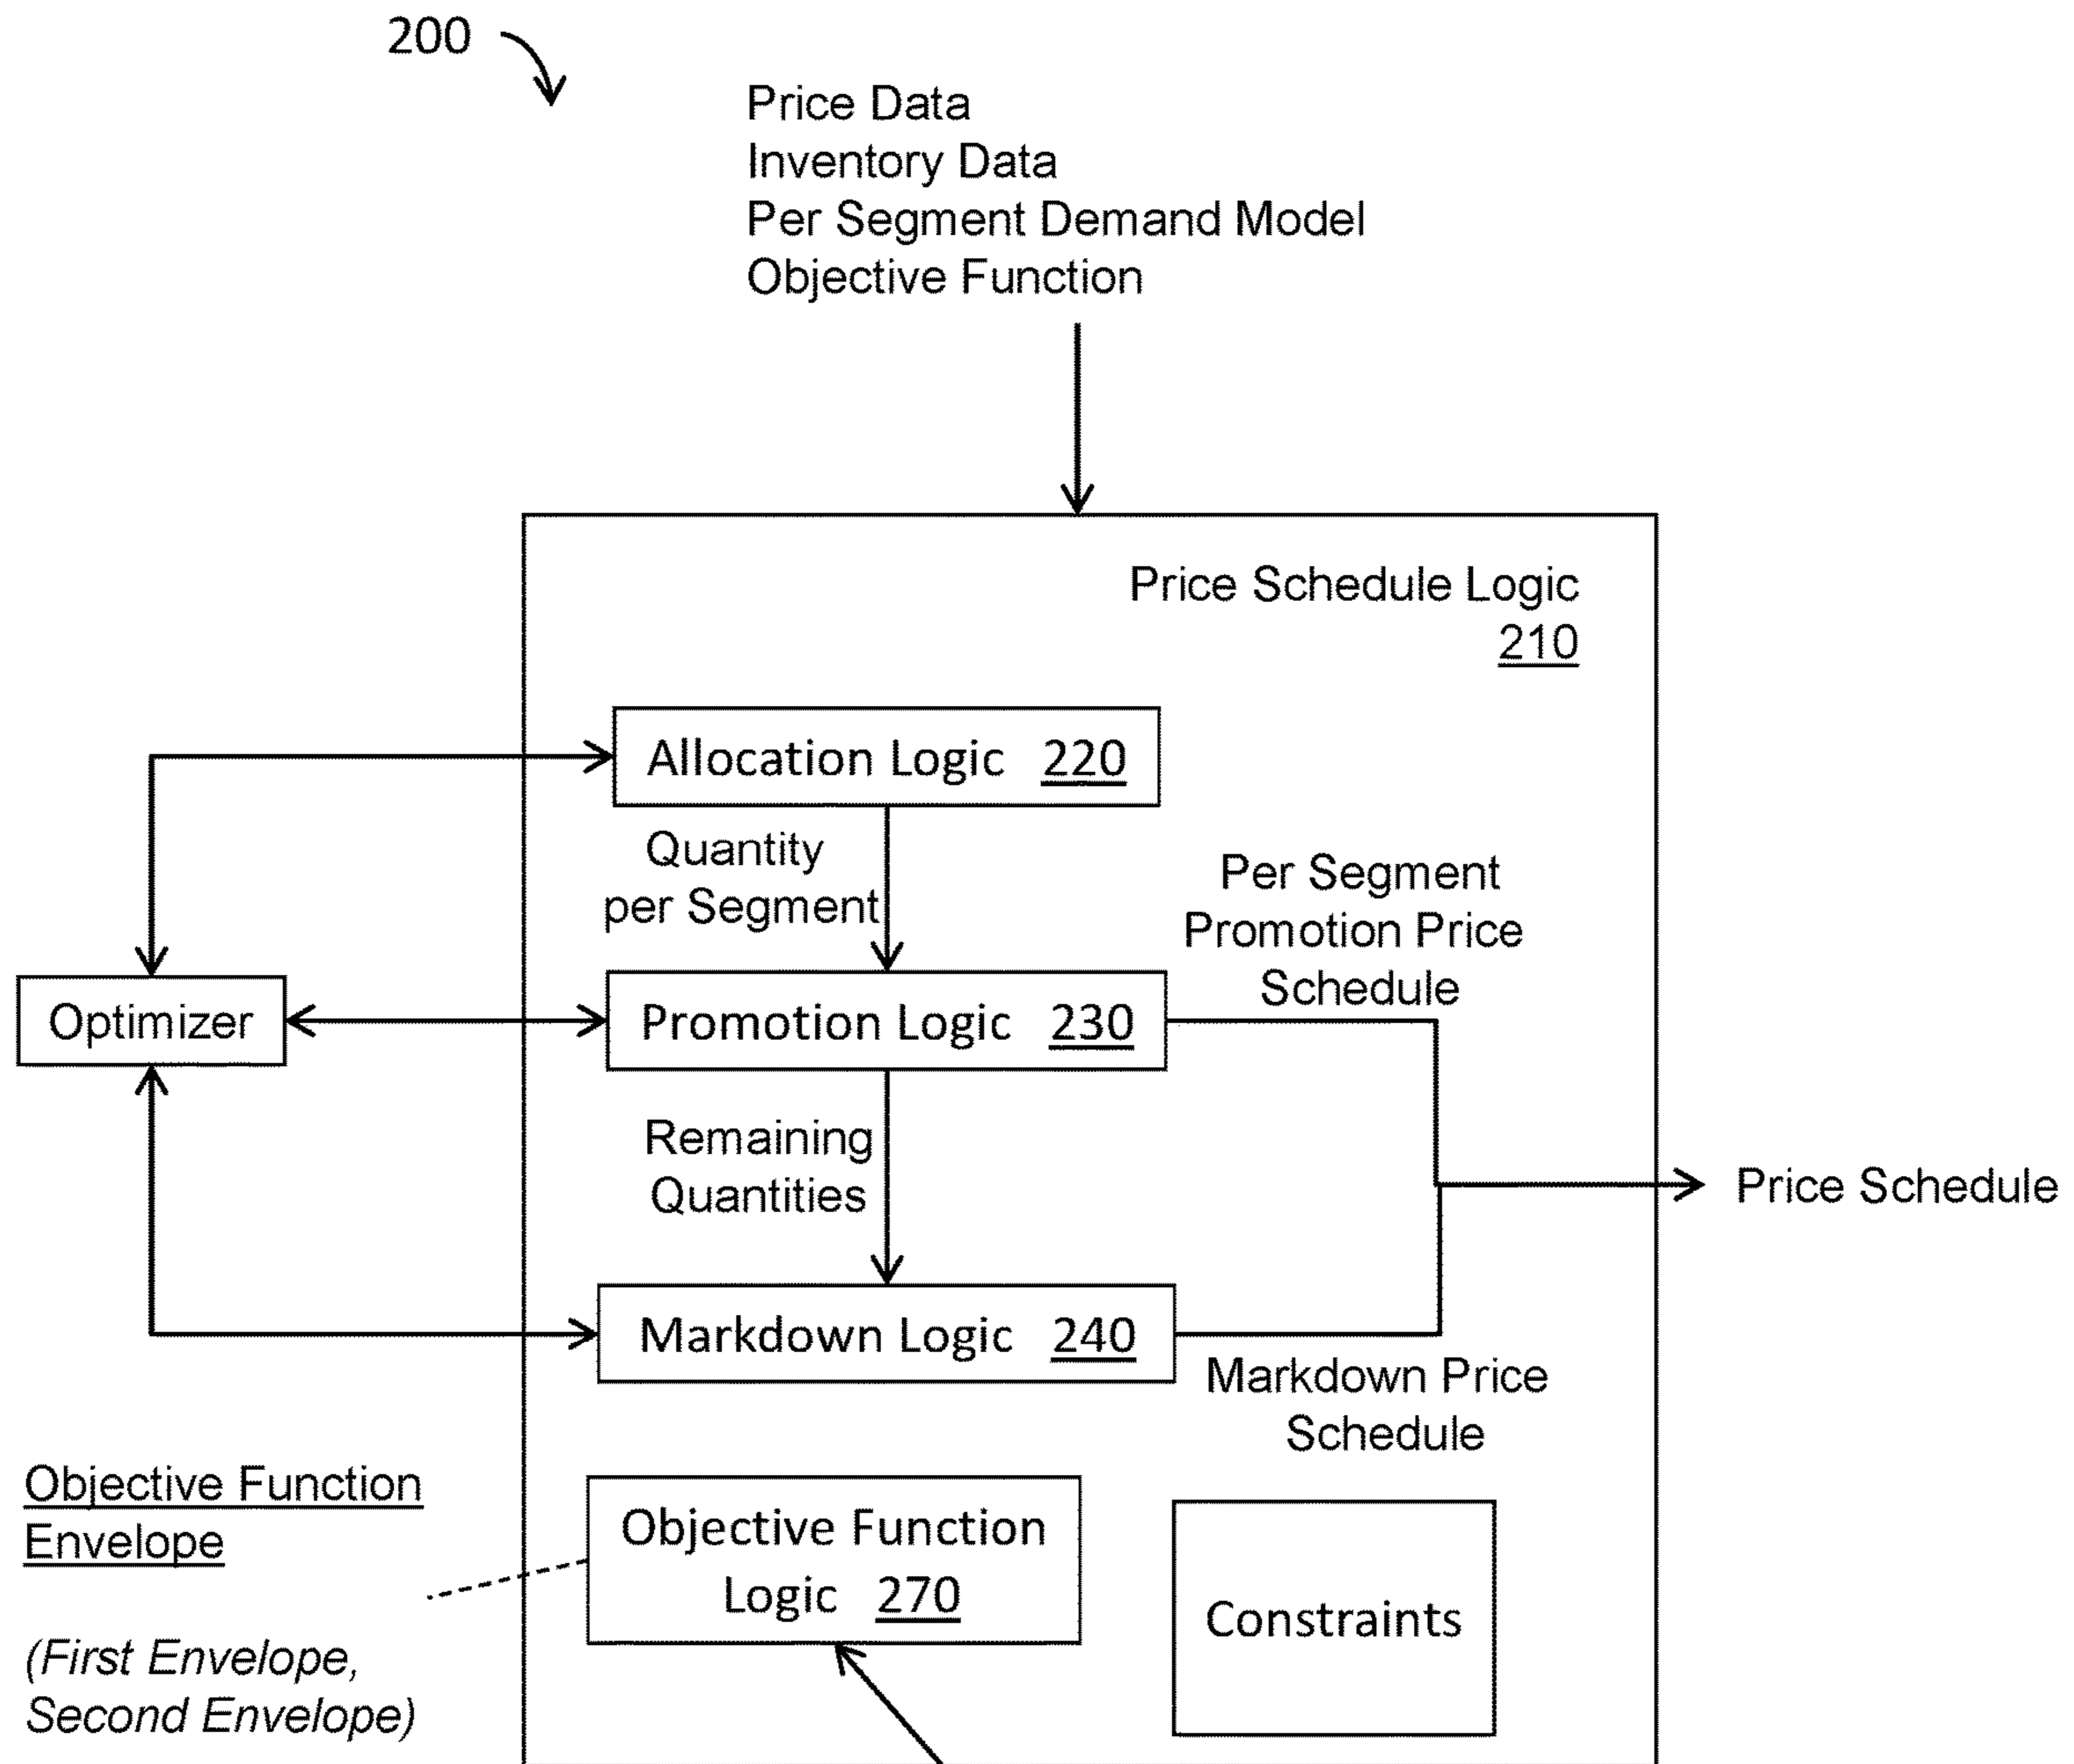 200
Price Data
Inventory Data
Per Segment Demand Model
Objective Function
Price Schedule Logic
210
Allocation Logic 220
Quantity
per Segment
Per Segment
Promotion Price
Schedule
Optimizer
Promotion Logic 230
Remaining
Quantities
Price Schedule
Markdown Logic 240
Markdown Price
Schedule
Objective Function
Envelope
(First Envelope,
Second Envelope)
Objective Function
Logic 270
Constraints